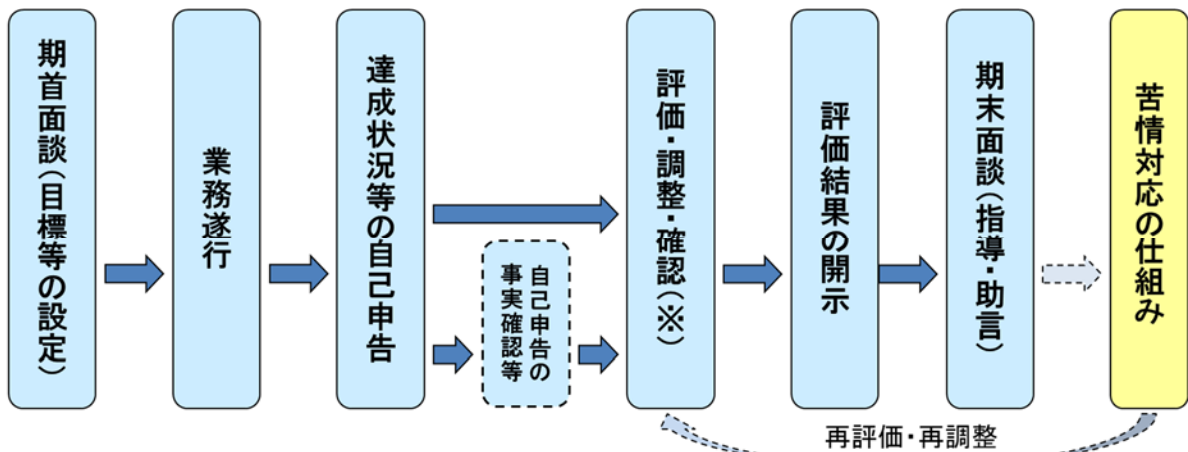 期首面談(目標等の設定)
業務遂行
達成状況等の自己申告
自己申告の
事実確認等
評価・調整・確認(※)
評価結果の開示
期末面談(指導・助言)
苦情対応の仕組み
再評価・再調整